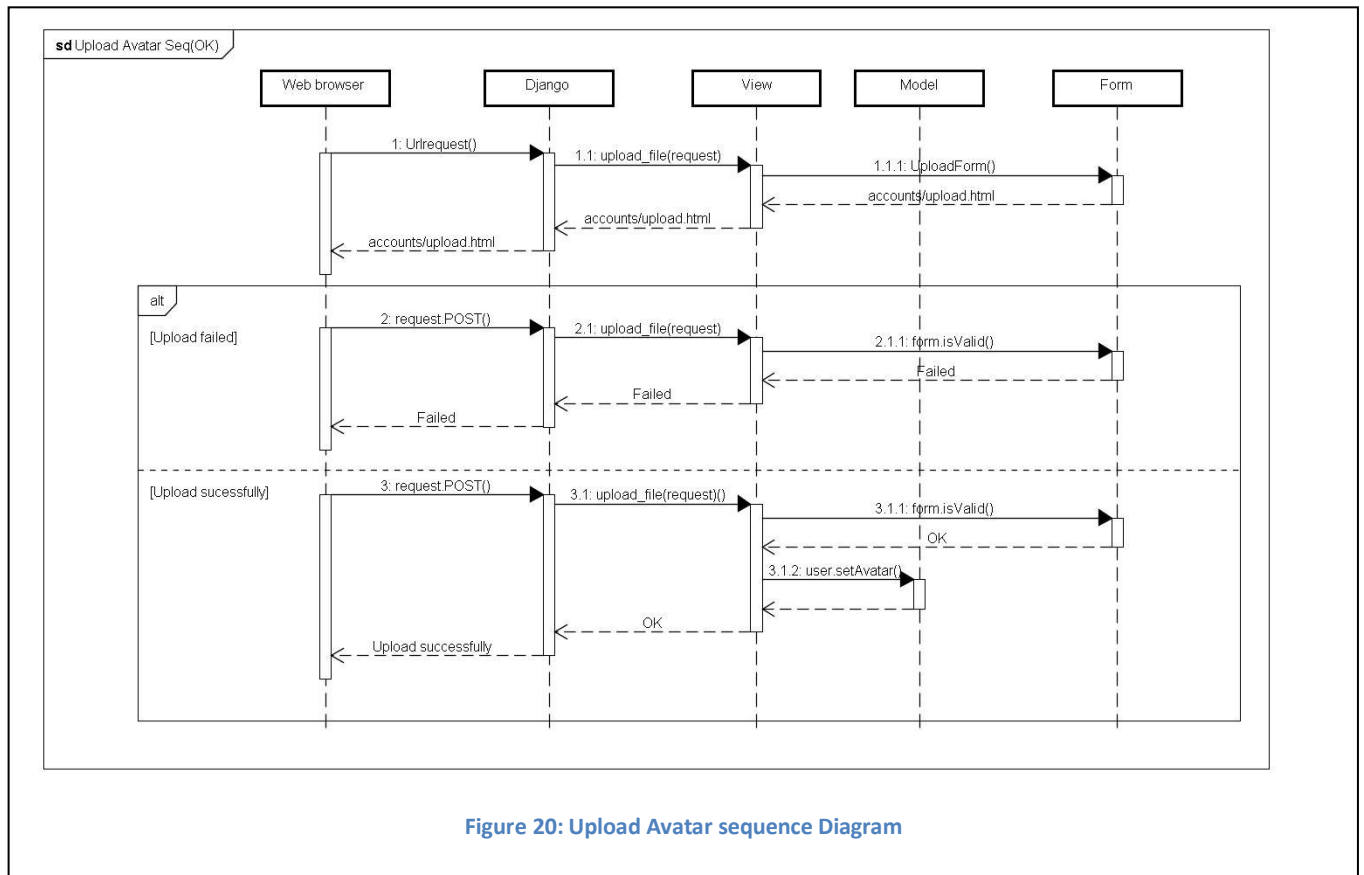 sd Upload Avatar Seq(OK)
Web browser
Django
View
Model
Form
1: Urlrequest()
1.1: upload_file(request)
1.1.1: UploadForm()
accounts/upload.html
accounts/upload.html
accounts/upload.html
alt
[Upload failed]
2: request.POST()
2.1: upload_file(request)
2.1.1: form.isValid()
Failed
Failed
Failed
[Upload sucessfully]
3: request.POST()
3.1: upload_file(request)()
3.1.1: form.isValid()
OK
3.1.2: user.setAvatar()
OK
Upload successfully
Figure 20: Upload Avatar sequence Diagram